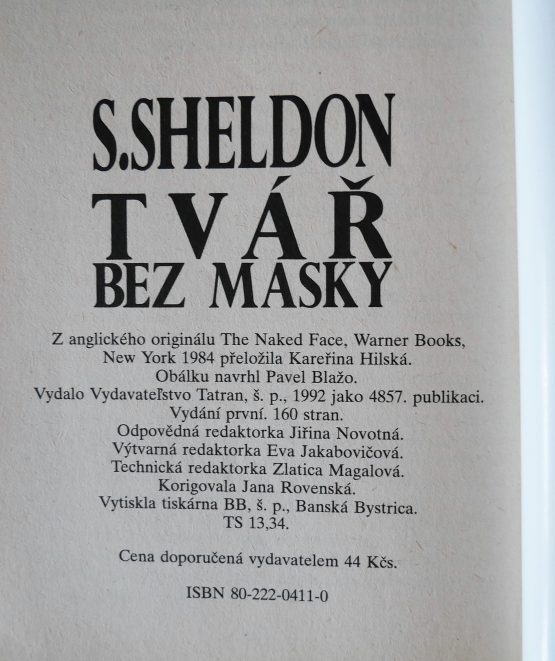 S.SHELDON
TVÁŘ
BEZ MASKY
Z anglického originálu The Naked Face, Warner Books,
New York 1984 přeložila Kareřina Hilská.
Obálku navrhl Pavel Blažo.
Vydalo Vydavateľstvo Tatran, š. p., 1992 jako 4857. publikaci.
Vydání první. 160 stran.
Odpovědná redaktorka Jiřina Novotná.
Výtvarná redaktorka Eva Jakabovičová.
Technická redaktorka Zlatica Magalová.
Korigovala Jana Rovenská.
Vytiskla tiskárna BB, š. p., Banská Bystrica.
TS 13,34.
Cena doporučená vydavatelem 44 Kčs.
ISBN 80-222-0411-0